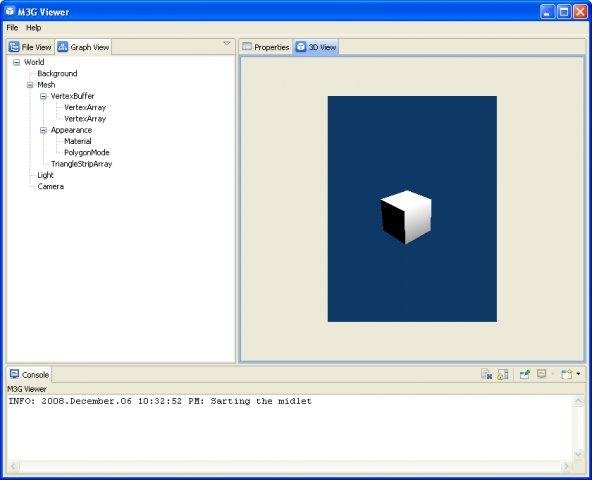 M3G Viewer
File Help
File View Graph View
World
Background
Mesh
VertexBuffer
VertexArray
VertexArray
Appearance
Material
PolygonMode
TriangleStripArray
Light
Camera
Properties 3D View
Console
M3G Viewer
INFO: 2008.December.06 10:32:52 PM: Sarting the midlet